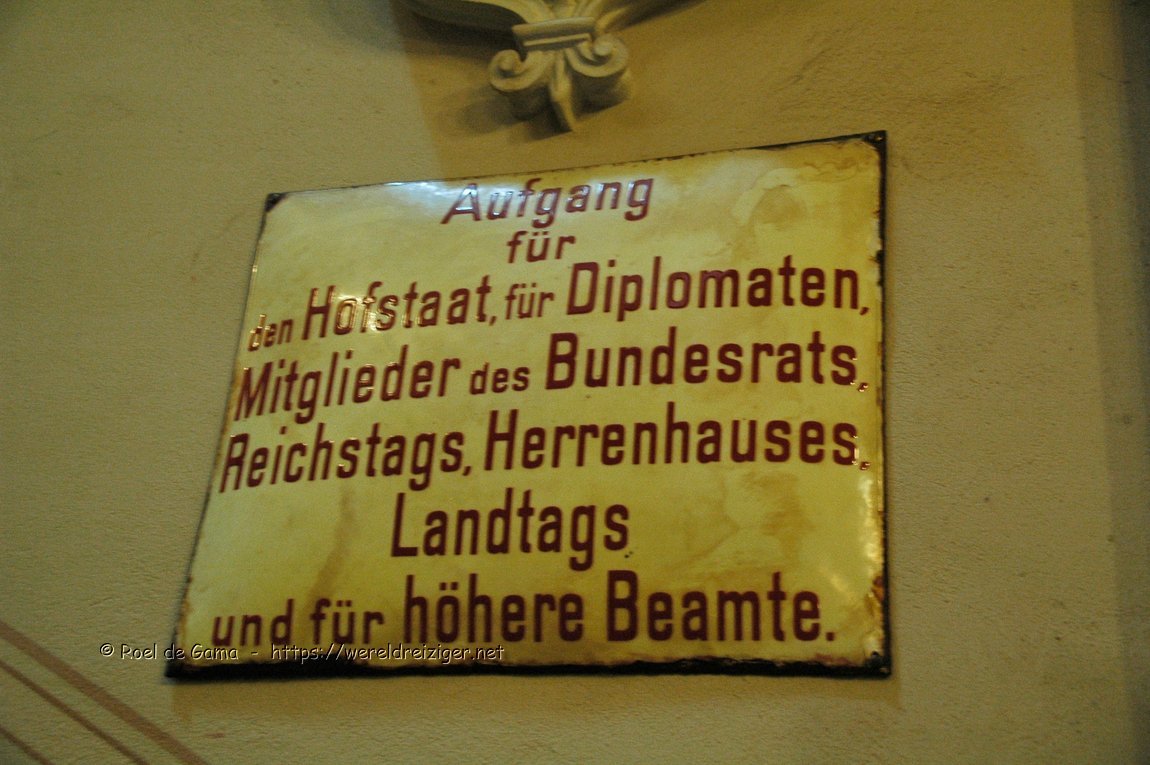 Aufgang
für
den Hofstaat, für Diplomaten,
Mitglieder des Bundesrats,
Reichstags, Herrenhauses,
Landtags
und für höhere Beamte.
© Roel de Gama - https://wereldreiziger.net